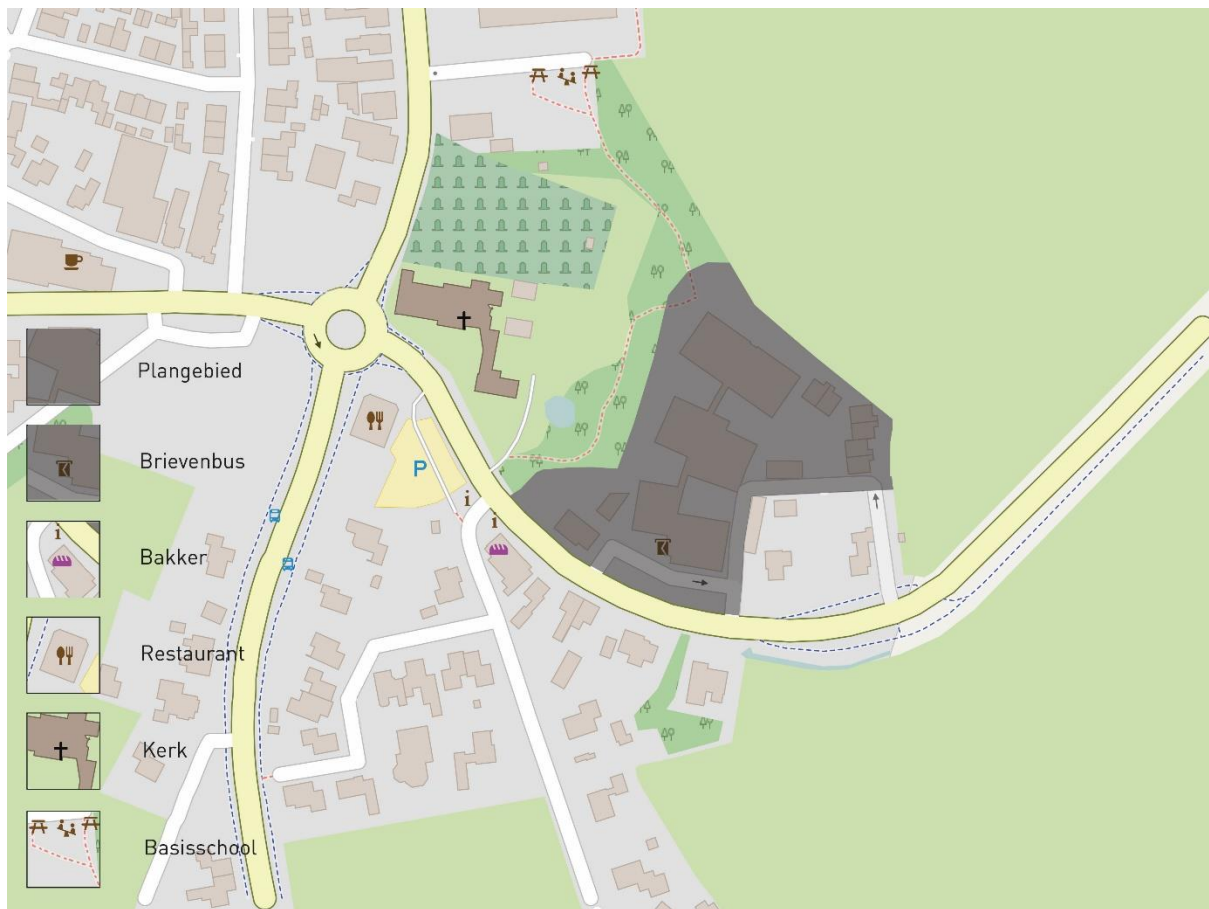 P
i
i
Plangebied
Brievenbus
i
Bakker
Restaurant
Kerk
Basisschool